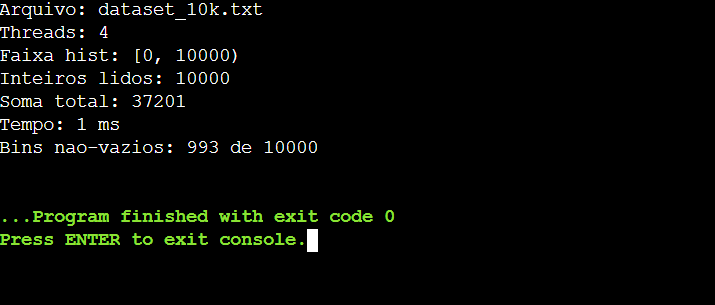 Arquivo: dataset_10k.txt
Threads: 4
Faixa hist: [0, 10000)
Inteiros lidos: 10000
Soma total: 37201
Tempo: 1 ms
Bins nao-vazios: 993 de 10000
...Program finished with exit code 0
Press ENTER to exit console.